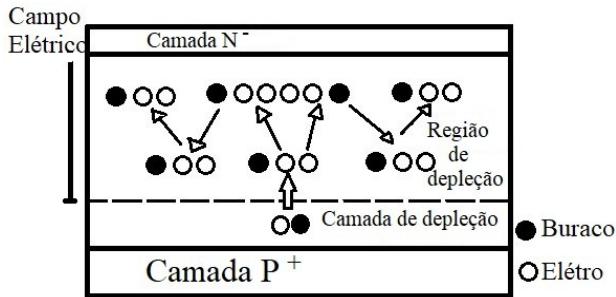 Campo
Elétrico
Camada N -
Região
de
depleção
Camada de depleção
Buraco
Camada P +
Elétro